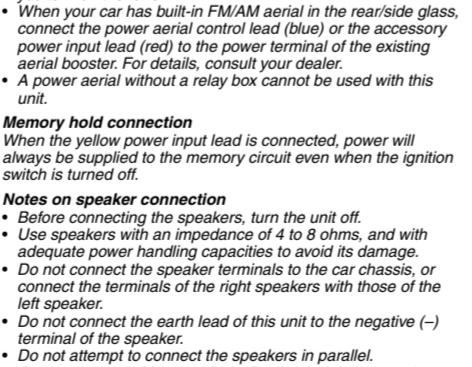 • When your car has built-in FM/AM aerial in the rear/side glass,
connect the power aerial control lead (blue) or the accessory
power input lead (red) to the power terminal of the existing
aerial booster. For details, consult your dealer.
• A power aerial without a relay box cannot be used with this
unit.
Memory hold connection
When the yellow power input lead is connected, power will
always be supplied to the memory circuit even when the ignition
switch is turned off.
Notes on speaker connection
• Before connecting the speakers, turn the unit off.
• Use speakers with an impedance of 4 to 8 ohms, and with
adequate power handling capacities to avoid its damage.
• Do not connect the speaker terminals to the car chassis, or
connect the terminals of the right speakers with those of the
left speaker.
• Do not connect the earth lead of this unit to the negative (–)
terminal of the speaker.
• Do not attempt to connect the speakers in parallel.